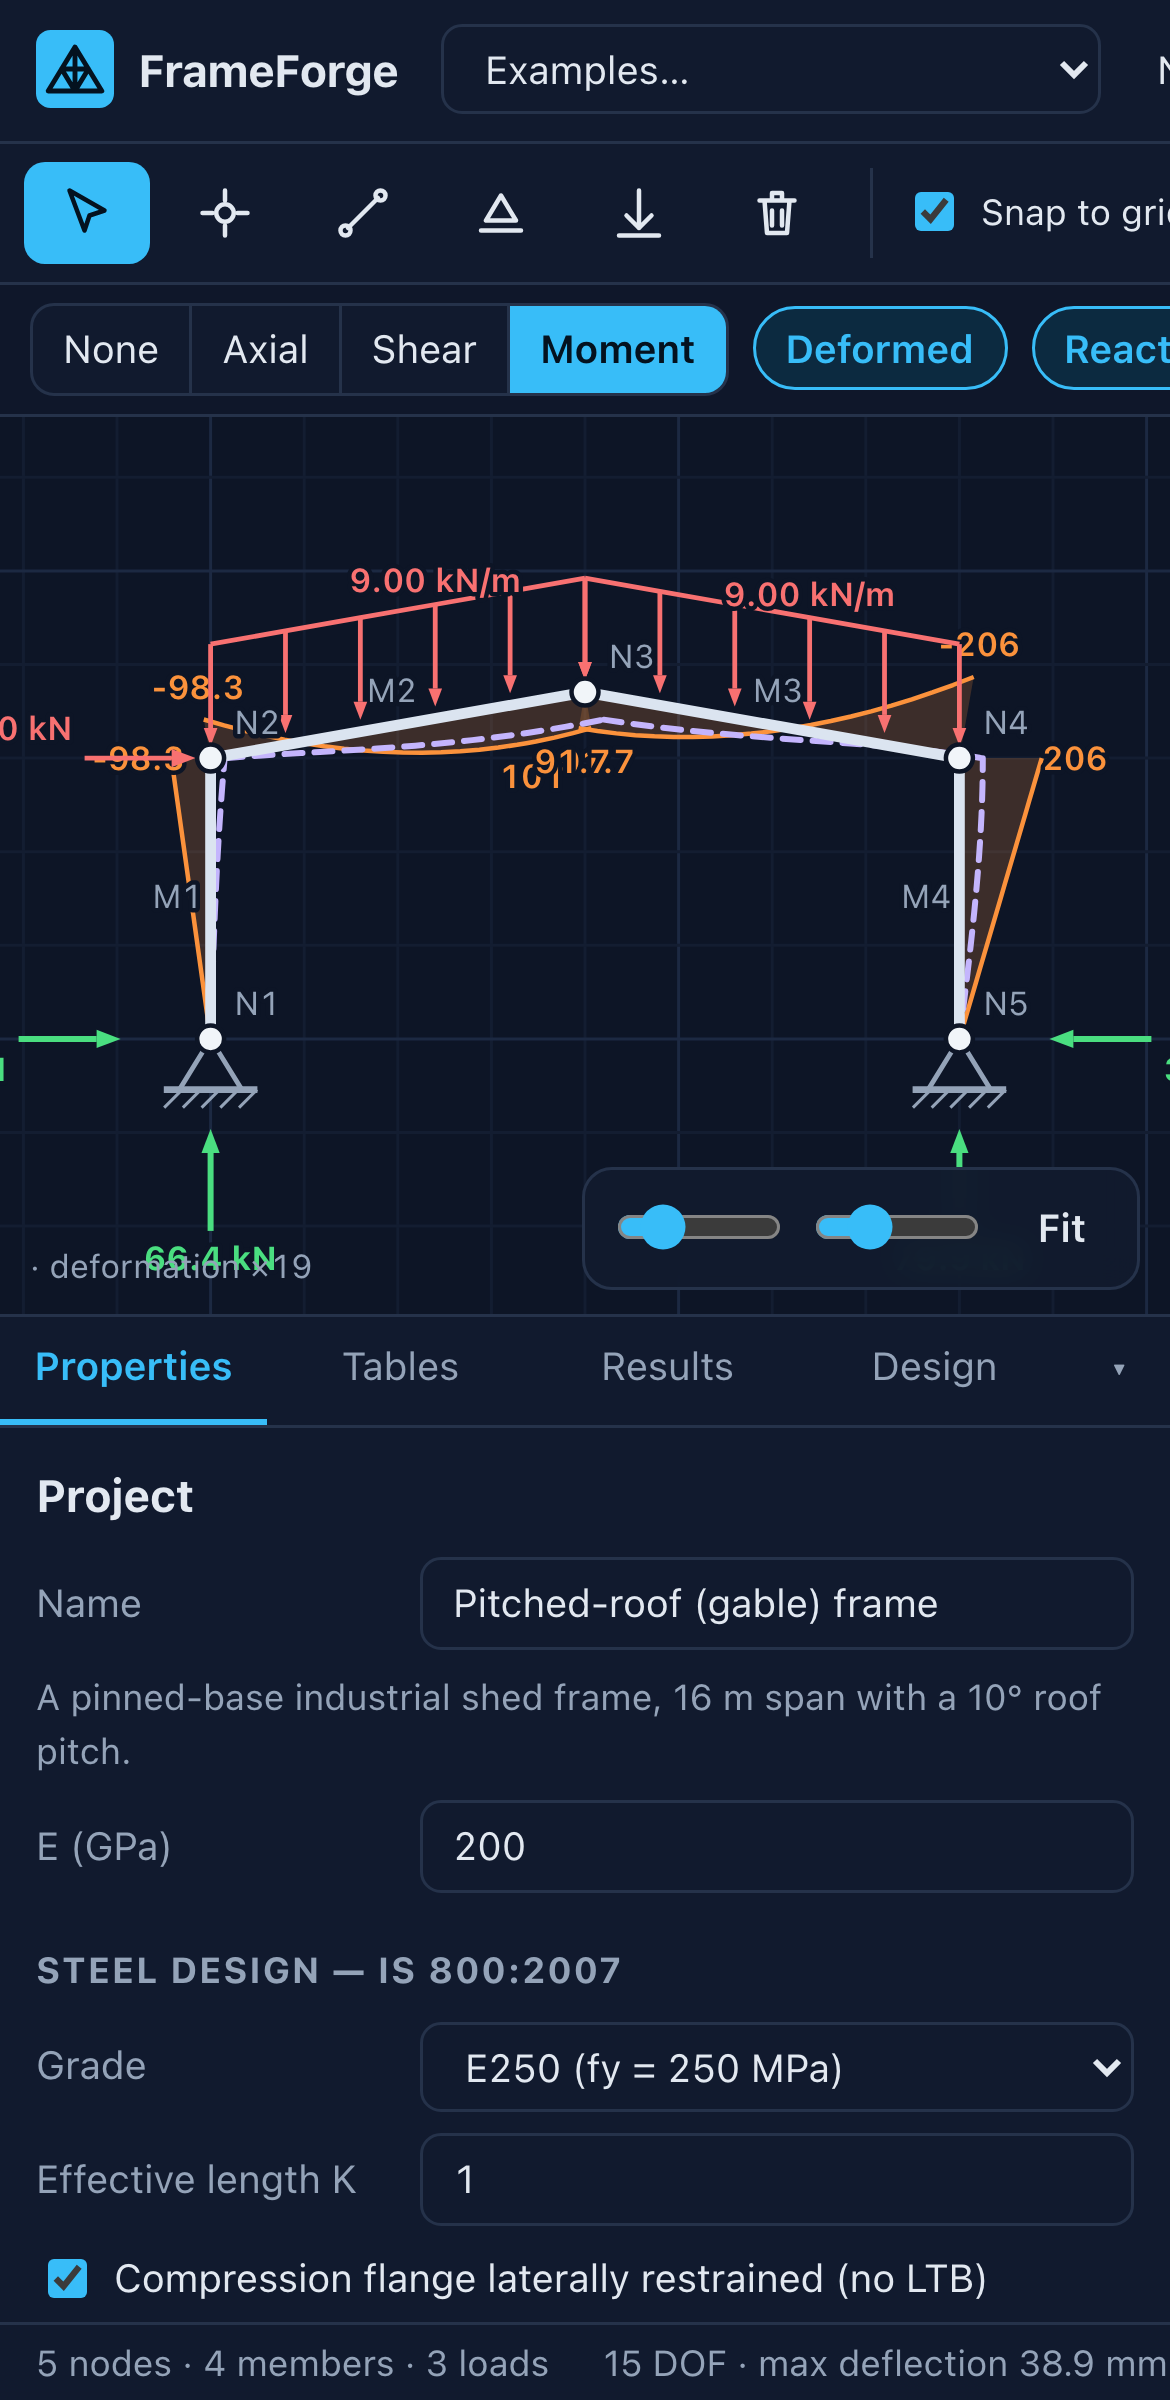 FrameForge Examples...
Snap to gri
None Axial Shear Moment Deformed React
9.00 kN/m 9.00 kN/m
-206
N3
-98.3 M2 M3
0 kN N2 N4
-98.3 91.7 206
M1 M4
N1 N5
66.4 kN
· deformation ×19 Fit
Properties Tables Results Design ▾
Project
Name Pitched-roof (gable) frame
A pinned-base industrial shed frame, 16 m span with a 10° roof
pitch.
E (GPa) 200
STEEL DESIGN — IS 800:2007
Grade E250 (fy = 250 MPa)
Effective length K 1
Compression flange laterally restrained (no LTB)
5 nodes · 4 members · 3 loads 15 DOF · max deflection 38.9 mm